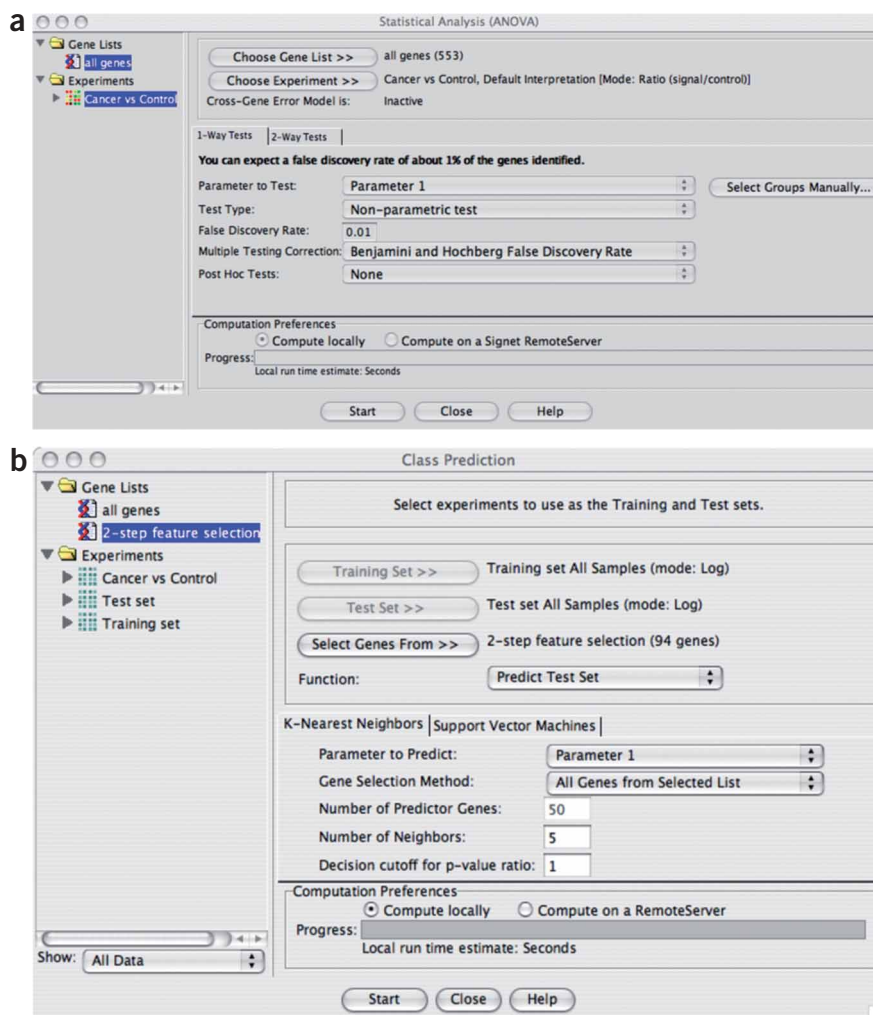 a
Statistical Analysis (ANOVA)
Gene Lists
all genes
Experiments
Cancer vs Control
Choose Gene List >> all genes (553)
Choose Experiment >> Cancer vs Control, Default Interpretation [Mode: Ratio (signal/control)]
Cross-Gene Error Model is: Inactive
1-Way Tests 2-Way Tests
You can expect a false discovery rate of about 1% of the genes identified.
Parameter to Test: Parameter 1 Select Groups Manually...
Test Type: Non-parametric test
False Discovery Rate: 0.01
Multiple Testing Correction: Benjamini and Hochberg False Discovery Rate
Post Hoc Tests: None
Computation Preferences
Compute locally Compute on a Signet RemoteServer
Progress:
Local run time estimate: Seconds
Start Close Help
b
Class Prediction
Gene Lists
all genes
2-step feature selection
Experiments
Cancer vs Control
Test set
Training set
Show: All Data
Select experiments to use as the Training and Test sets.
Training Set >> Training set All Samples (mode: Log)
Test Set >> Test set All Samples (mode: Log)
Select Genes From >> 2-step feature selection (94 genes)
Function: Predict Test Set
K-Nearest Neighbors Support Vector Machines
Parameter to Predict: Parameter 1
Gene Selection Method: All Genes from Selected List
Number of Predictor Genes: 50
Number of Neighbors: 5
Decision cutoff for p-value ratio: 1
Computation Preferences
Compute locally Compute on a RemoteServer
Progress:
Local run time estimate: Seconds
Start Close Help